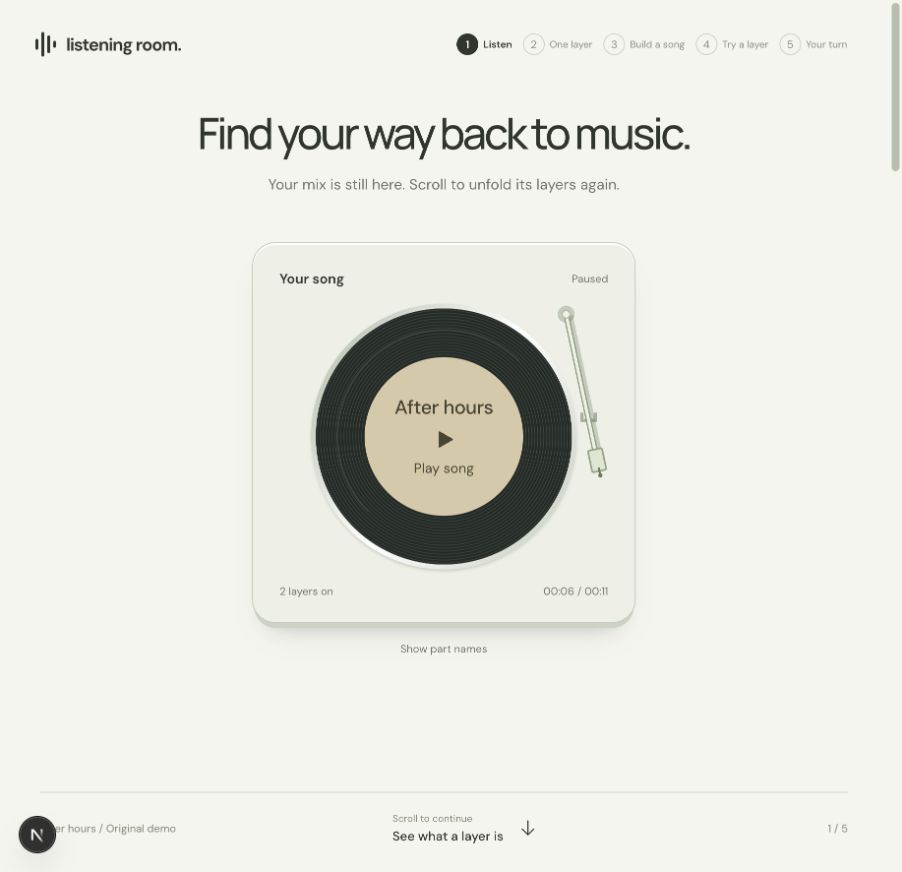 listening room.
1 Listen 2 One layer 3 Build a song 4 Try a layer 5 Your turn
Find your way back to music.
Your mix is still here. Scroll to unfold its layers again.
Your song Paused
After hours
Play song
2 layers on 00:06 / 00:11
Show part names
Scroll to continue
N er hours / Original demo See what a layer is 1 / 5